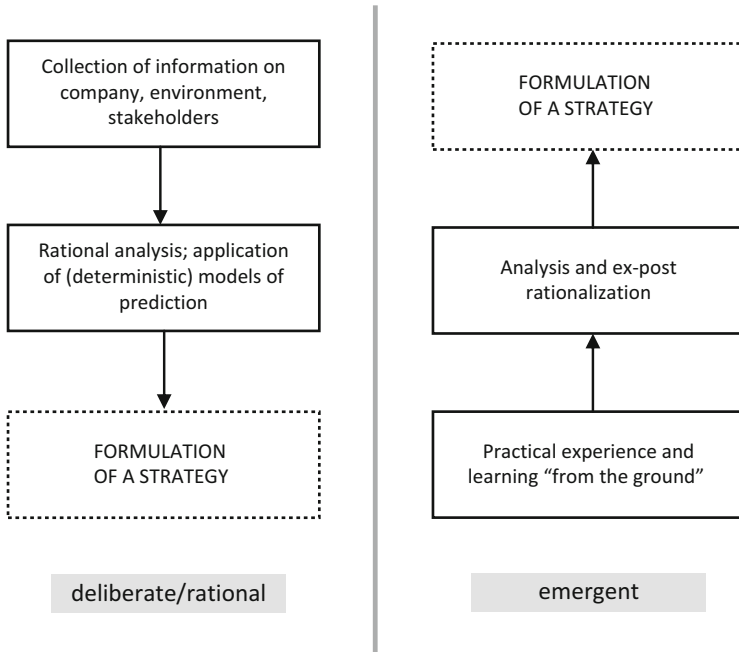 Collection of information on
company, environment,
stakeholders
Rational analysis; application
of (deterministic) models of
prediction
FORMULATION
OF A STRATEGY
deliberate/rational
FORMULATION
OF A STRATEGY
Analysis and ex-post
rationalization
Practical experience and
learning “from the ground”
emergent